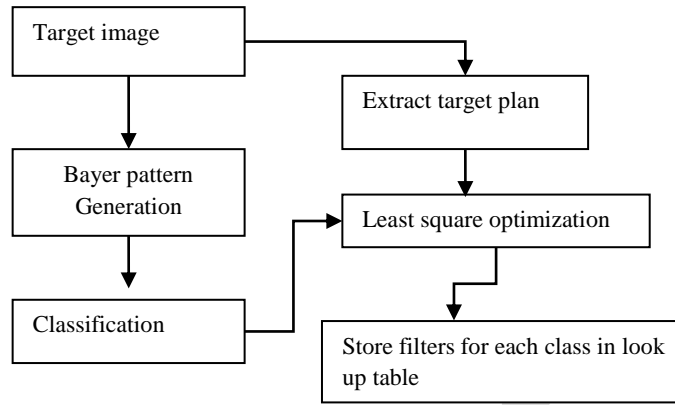 Target image
Extract target plan
Bayer pattern
Generation
Least square optimization
Classification
Store filters for each class in look
up table